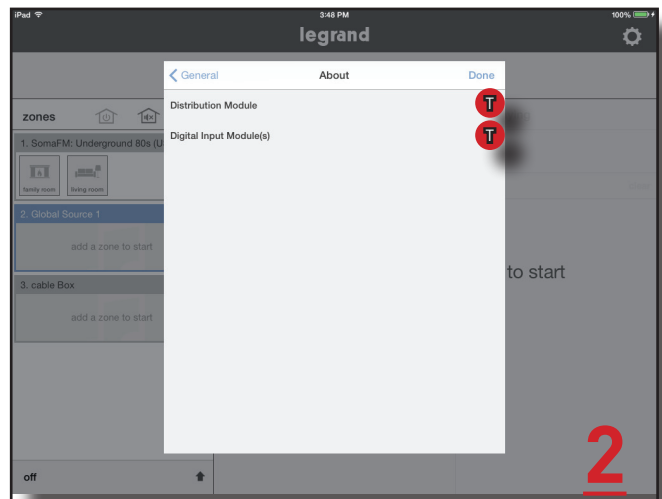 iPad 3:48 PM 100%
legrand
General About Done
Distribution Module T
Digital Input Module(s) T
zones
1. SomaFM: Underground 80s (U
family room living room
2. Global Source 1
add a zone to start
to start
3. cable Box
add a zone to start
off
2